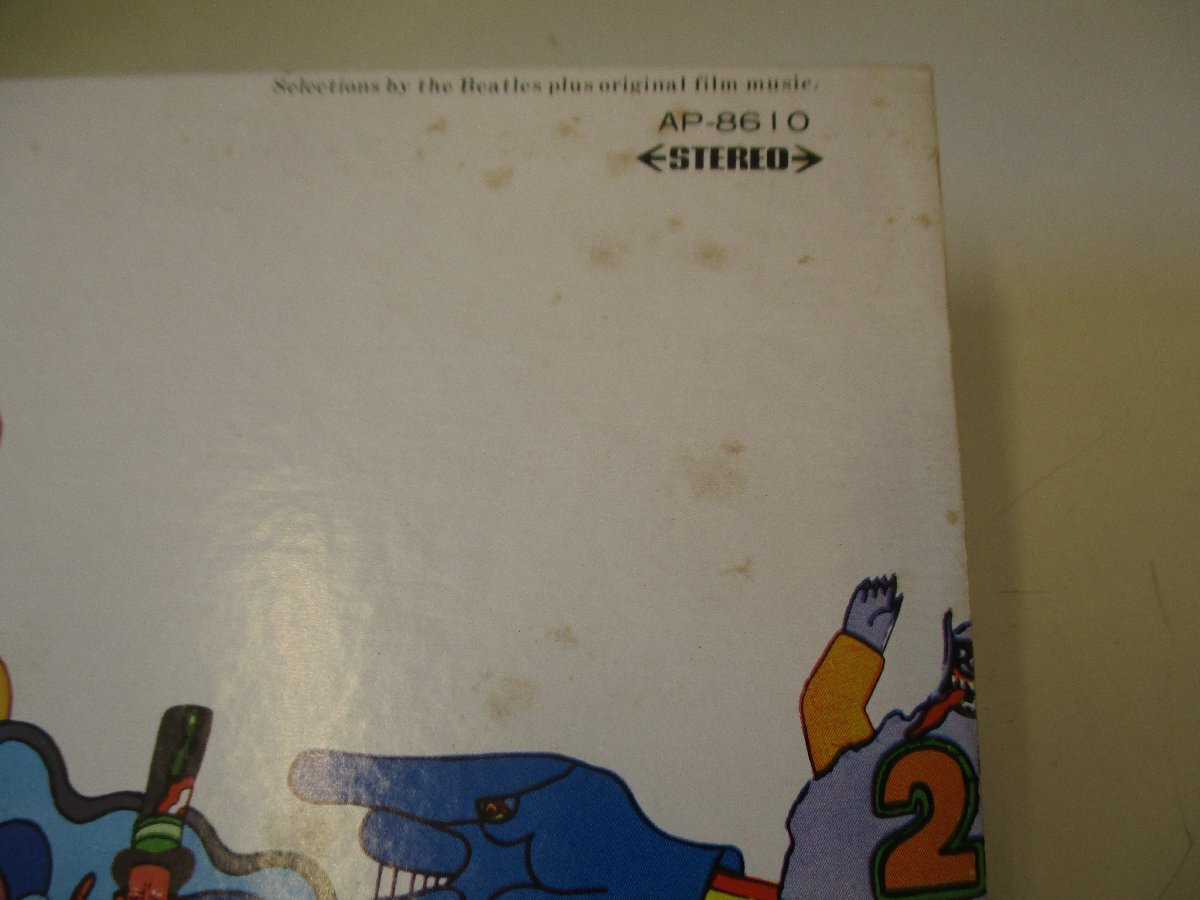 Selections by the Beatles plus original film music.
AP-8610
STEREO
2